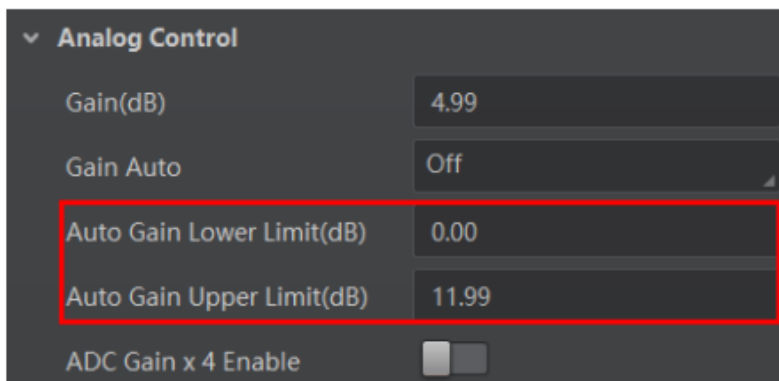 Analog Control
Gain(dB) 4.99
Gain Auto Off
Auto Gain Lower Limit(dB) 0.00
Auto Gain Upper Limit(dB) 11.99
ADC Gain x 4 Enable